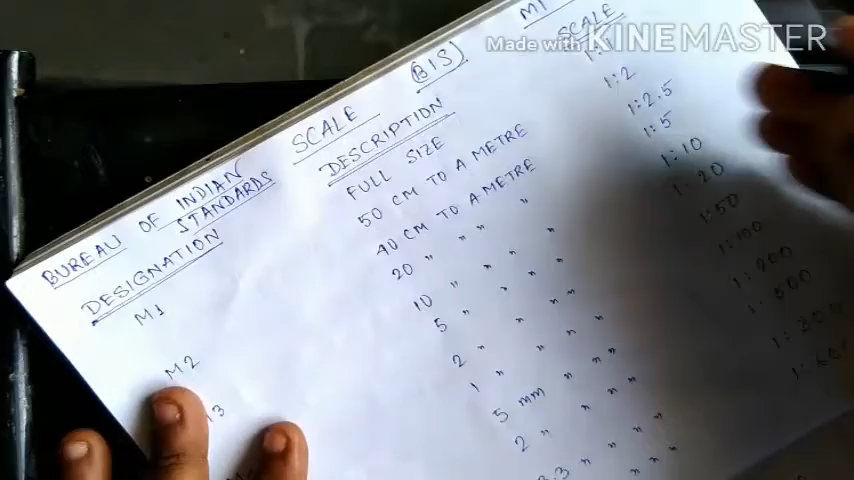 Made with KINEMASTER
BUREAU OF INDIAN STANDARDS SCALE (BIS)
DESIGNATION DESCRIPTION SCALE
M1 FULL SIZE 1:1
50 CM TO A METRE 1:2
M2 40 CM TO A METRE 1:2.5
20 " " " " 1:5
10 " " " " 1:10
5 " " " " 1:20
2 " " " " 1:50
1 " " " " 1:100
5 mm " " " 1:200
2 " " " " 1:500